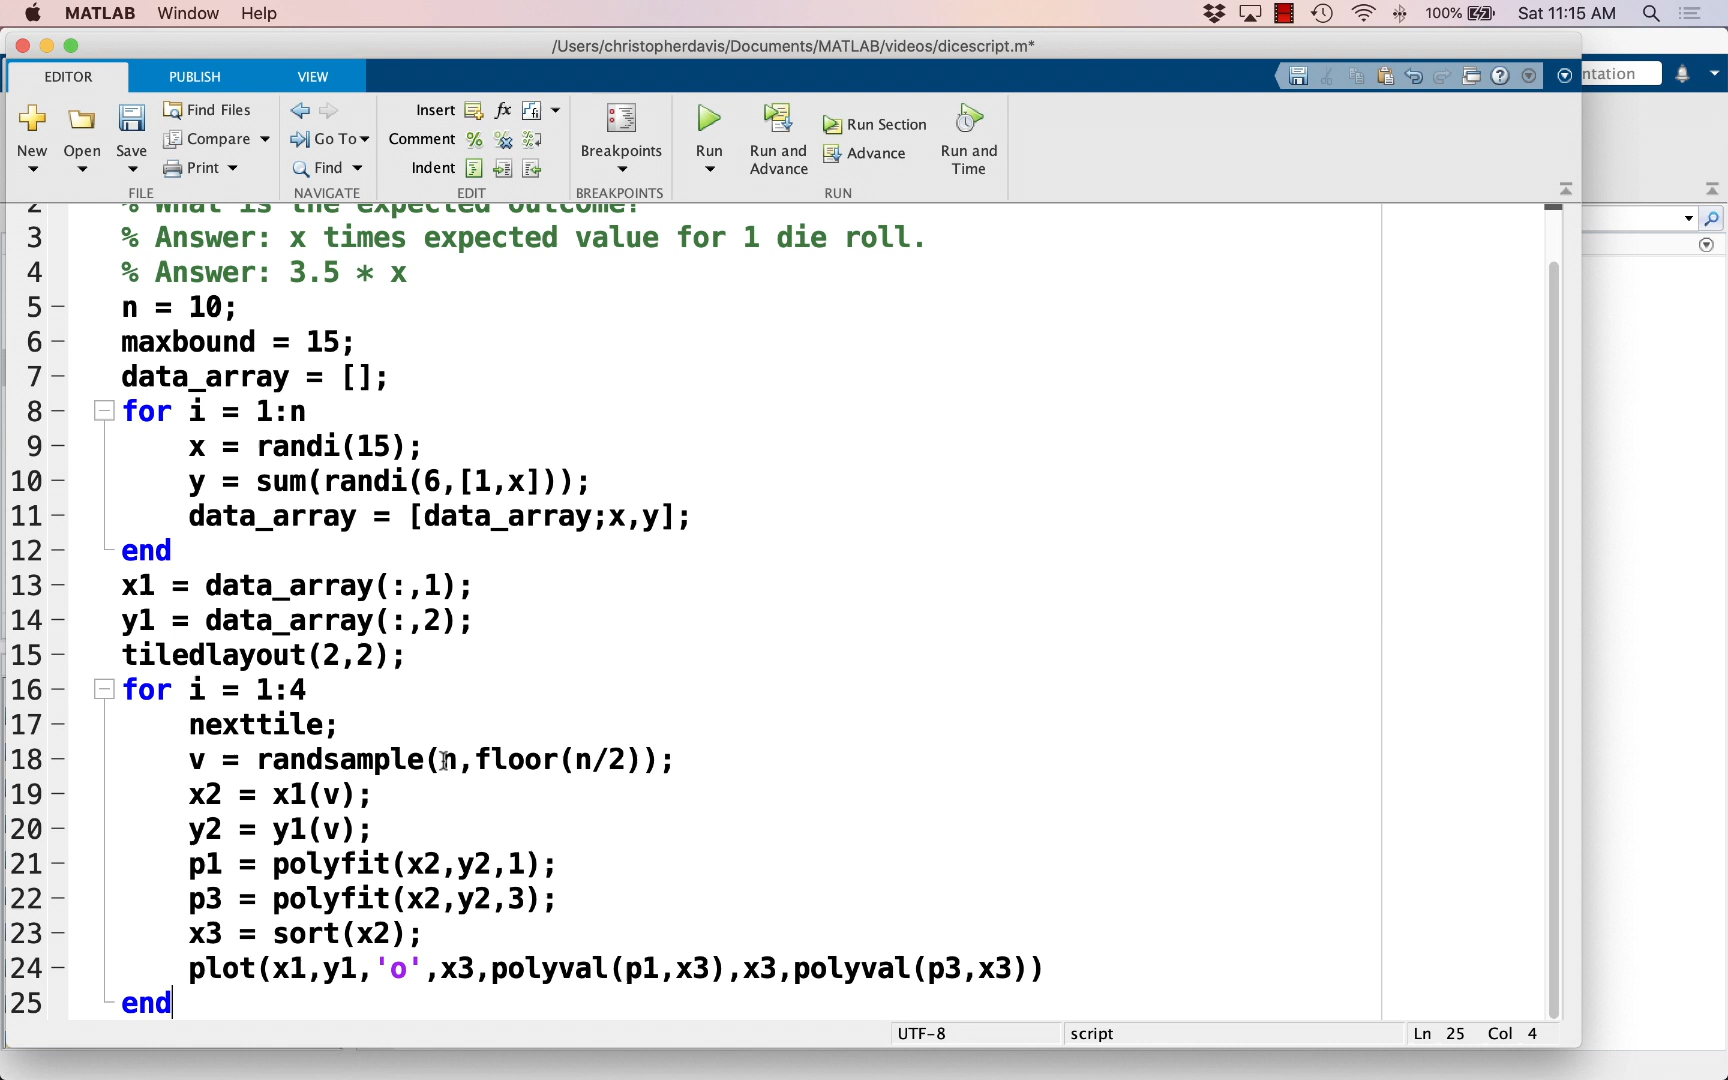 MATLAB Window Help 100% Sat 11:15 AM
/Users/christopherdavis/Documents/MATLAB/videos/dicescript.m*
EDITOR PUBLISH VIEW
ntation
New Open Save
Find Files
Compare
Print
FILE
Go To
Find
NAVIGATE
Insert fx
Comment
Indent
EDIT
Breakpoints
BREAKPOINTS
Run
Run and Advance
Run Section
Advance
Run and Time
RUN
2 % What is the expected outcome?
3 % Answer: x times expected value for 1 die roll.
4 % Answer: 3.5 * x
5 n = 10;
6 maxbound = 15;
7 data_array = [];
8 for i = 1:n
9 x = randi(15);
10 y = sum(randi(6,[1,x]));
11 data_array = [data_array;x,y];
12 end
13 x1 = data_array(:,1);
14 y1 = data_array(:,2);
15 tiledlayout(2,2);
16 for i = 1:4
17 nexttile;
18 v = randsample(n,floor(n/2));
19 x2 = x1(v);
20 y2 = y1(v);
21 p1 = polyfit(x2,y2,1);
22 p3 = polyfit(x2,y2,3);
23 x3 = sort(x2);
24 plot(x1,y1,'o',x3,polyval(p1,x3),x3,polyval(p3,x3))
25 end
UTF-8 script Ln 25 Col 4